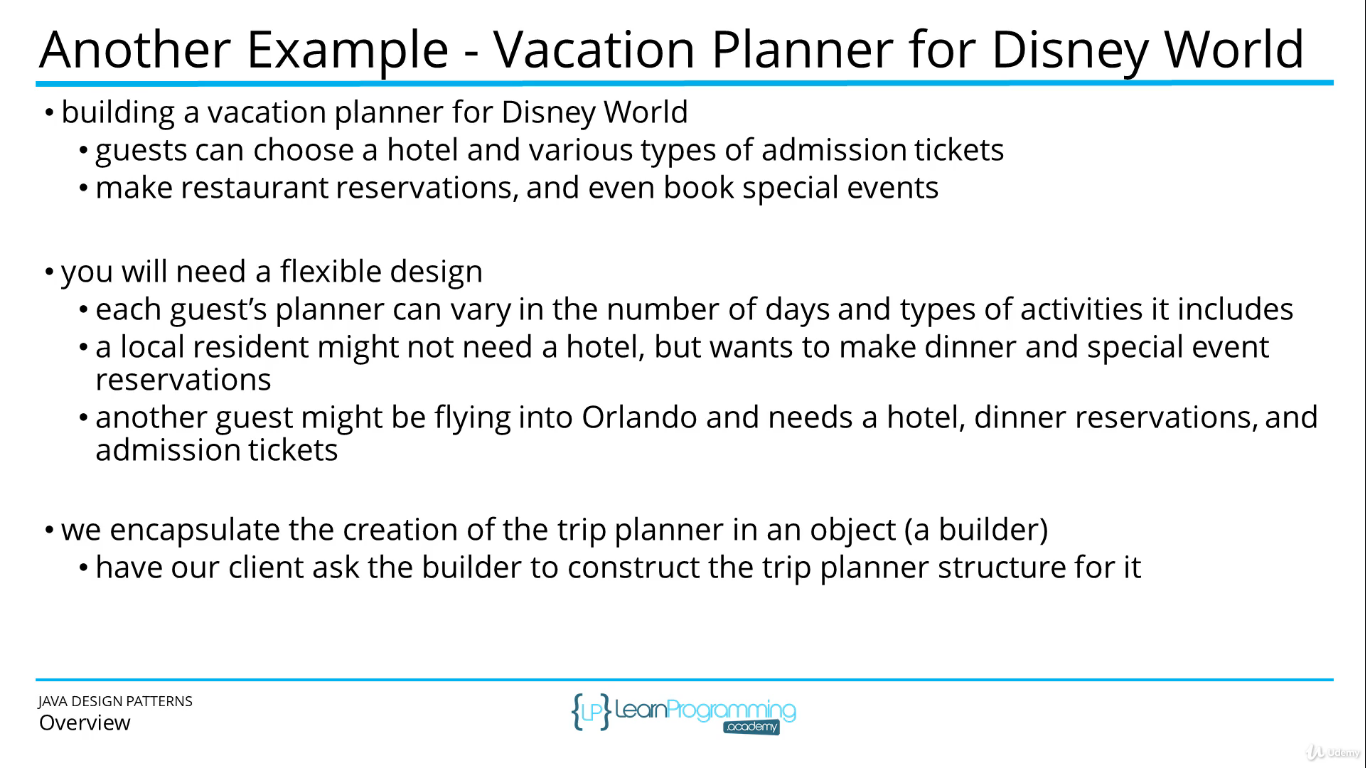 Another Example - Vacation Planner for Disney World
• building a vacation planner for Disney World
• guests can choose a hotel and various types of admission tickets
• make restaurant reservations, and even book special events
• you will need a flexible design
• each guest’s planner can vary in the number of days and types of activities it includes
• a local resident might not need a hotel, but wants to make dinner and special event
reservations
• another guest might be flying into Orlando and needs a hotel, dinner reservations, and
admission tickets
• we encapsulate the creation of the trip planner in an object (a builder)
• have our client ask the builder to construct the trip planner structure for it
JAVA DESIGN PATTERNS
Overview
{LP} LearnProgramming
.academy
Udemy